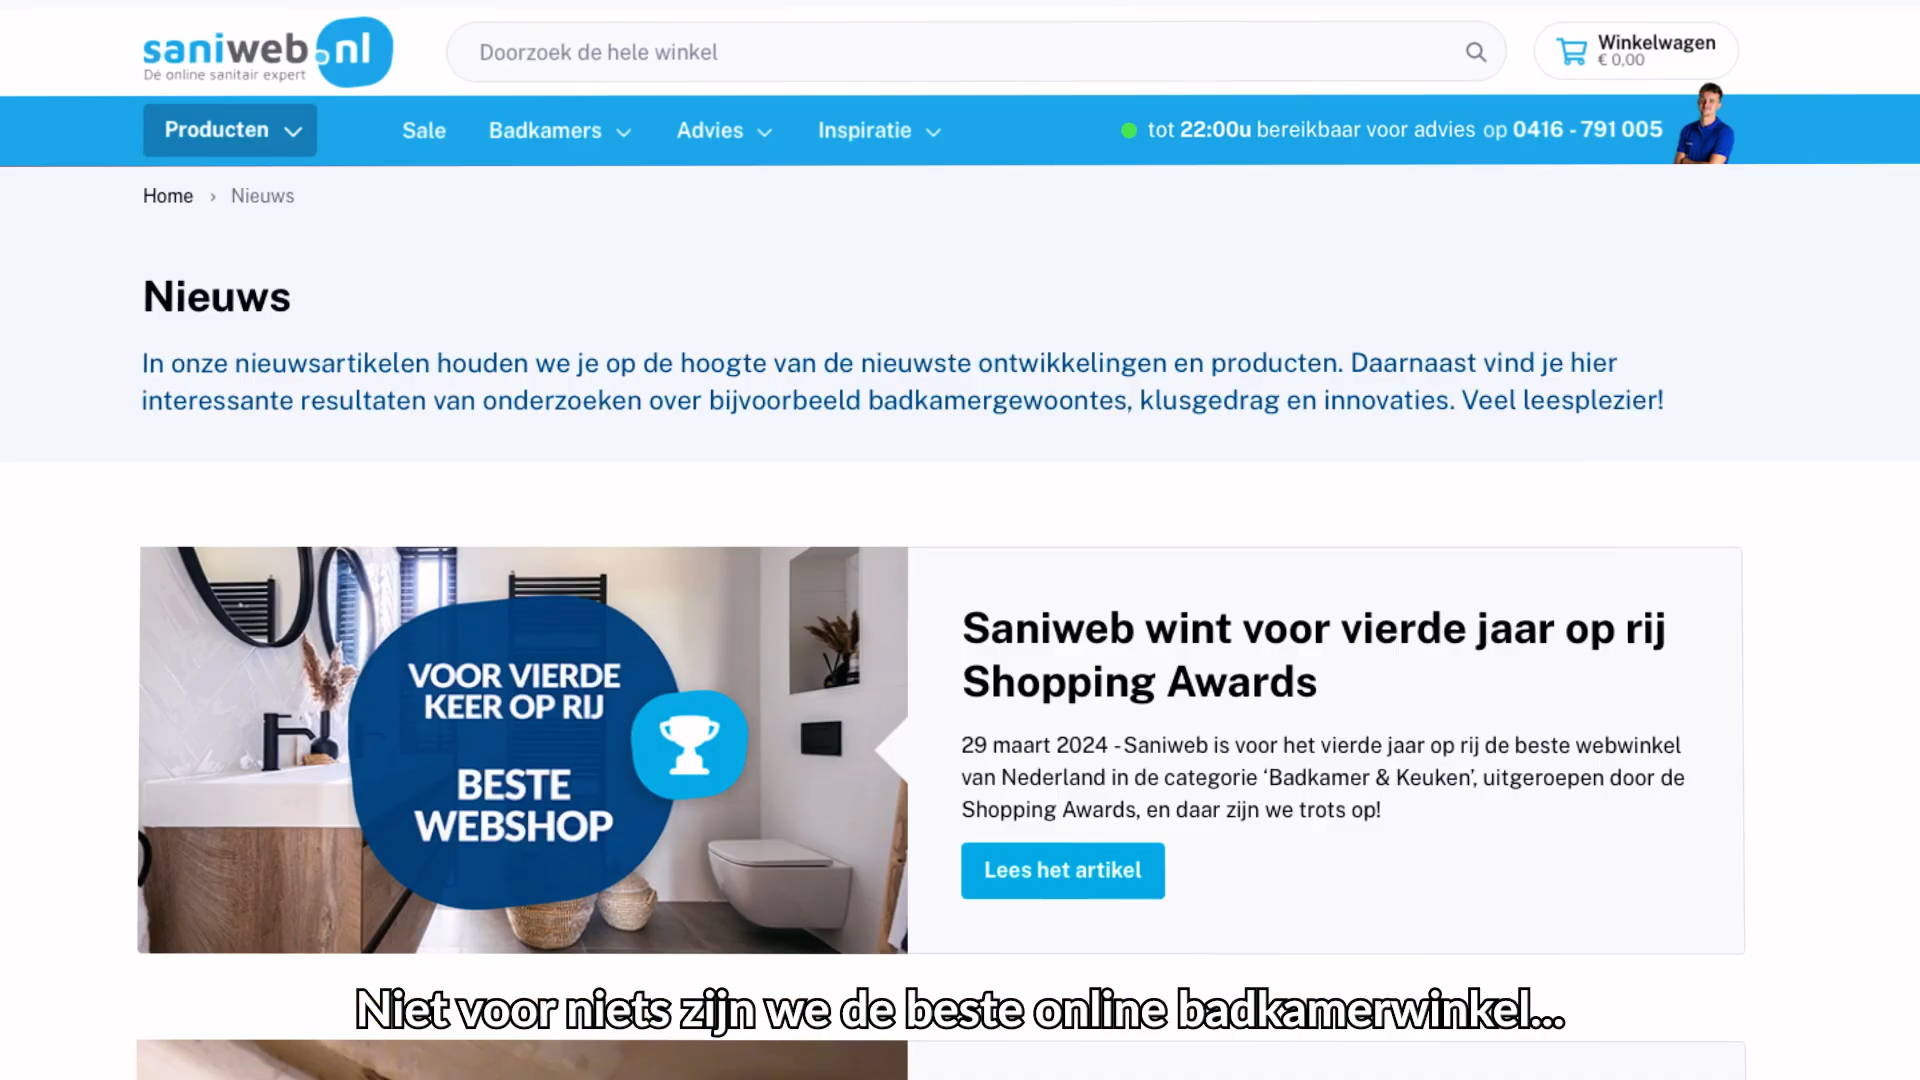 saniweb.nl
Dé online sanitair expert
Doorzoek de hele winkel
Winkelwagen
€ 0,00
Producten
Sale
Badkamers
Advies
Inspiratie
tot 22:00u bereikbaar voor advies op 0416 - 791 005
Home › Nieuws
Nieuws
In onze nieuwsartikelen houden we je op de hoogte van de nieuwste ontwikkelingen en producten. Daarnaast vind je hier
interessante resultaten van onderzoeken over bijvoorbeeld badkamergewoontes, klusgedrag en innovaties. Veel leesplezier!
VOOR VIERDE
KEER OP RIJ
BESTE
WEBSHOP
Saniweb wint voor vierde jaar op rij
Shopping Awards
29 maart 2024 - Saniweb is voor het vierde jaar op rij de beste webwinkel
van Nederland in de categorie ‘Badkamer & Keuken’, uitgeroepen door de
Shopping Awards, en daar zijn we trots op!
Lees het artikel
Niet voor niets zijn we de beste online badkamerwinkel...